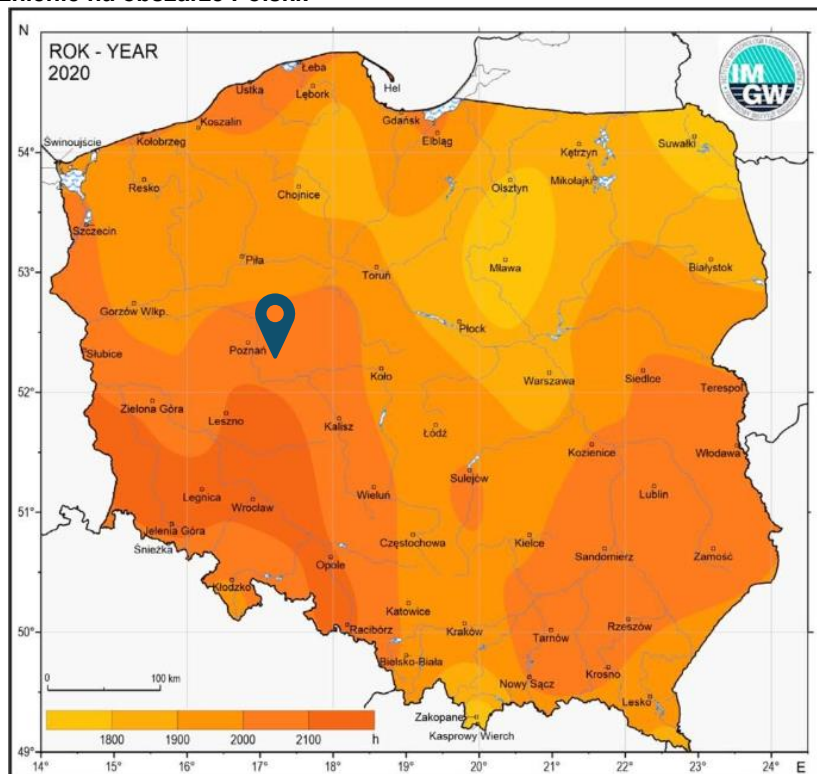 N
ROK - YEAR
2020
IM
GW
Łeba
Ustka
Hel
Lębork
Gdańsk
Koszalin
Elbląg
Kołobrzeg
Świnoujście
Kętrzyn
Suwałki
54°
Resko
Chojnice
Olsztyn
Mikołajki
Szczecin
Piła
Toruń
Mława
Białystok
53°
Gorzów Wlkp.
Płock
Słubice
Poznań
Koło
Warszawa
Siedlce
Terespol
52°
Zielona Góra
Leszno
Kalisz
Łódź
Kozienice
Włodawa
Sulejów
Legnica
Wrocław
Wieluń
Lublin
51°
Jelenia Góra
Śnieżka
Częstochowa
Kielce
Sandomierz
Zamość
Opole
Kłodzko
Katowice
50°
Racibórz
Kraków
Tarnów
Rzeszów
Bielsko-Biała
Nowy Sącz
Krosno
Lesko
0
100 km
Zakopane
Kasprowy Wierch
1800
1900
2000
2100
h
49°
14°
15°
16°
17°
18°
19°
20°
21°
22°
23°
24°
E